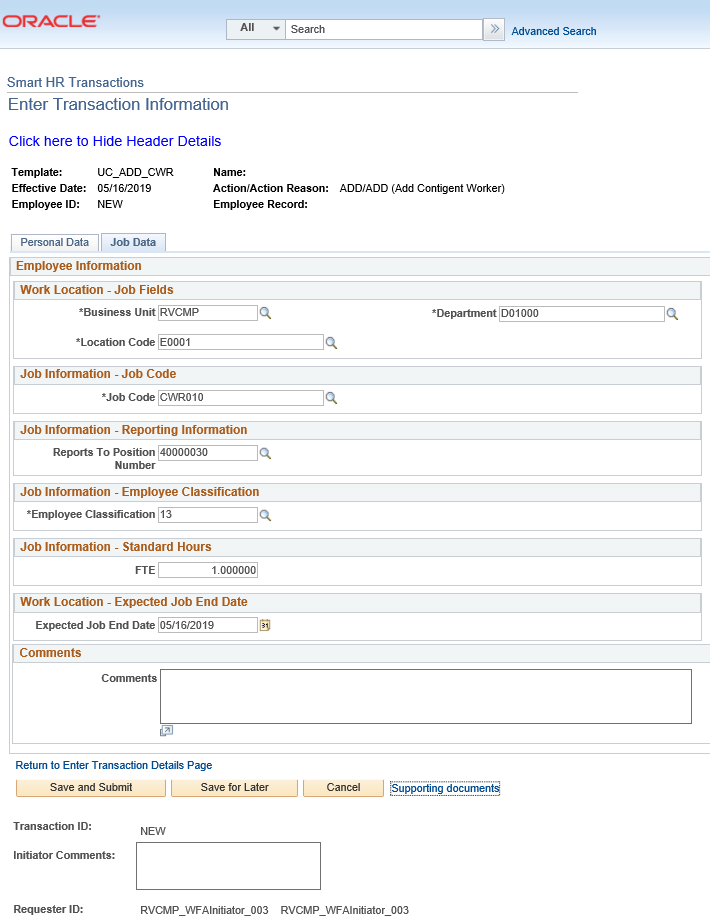 ORACLE
All Search Advanced Search
Smart HR Transactions
Enter Transaction Information
Click here to Hide Header Details
Template: UC_ADD_CWR Name:
Effective Date: 05/16/2019 Action/Action Reason: ADD/ADD (Add Contigent Worker)
Employee ID: NEW Employee Record:
Personal Data Job Data
Employee Information
Work Location - Job Fields
*Business Unit RVCMP *Department D01000
*Location Code E0001
Job Information - Job Code
*Job Code CWR010
Job Information - Reporting Information
Reports To Position 40000030
Number
Job Information - Employee Classification
*Employee Classification 13
Job Information - Standard Hours
FTE 1.000000
Work Location - Expected Job End Date
Expected Job End Date 05/16/2019
Comments
Comments
Return to Enter Transaction Details Page
Save and Submit Save for Later Cancel Supporting documents
Transaction ID: NEW
Initiator Comments:
Requester ID: RVCMP_WFAInitiator_003 RVCMP_WFAInitiator_003